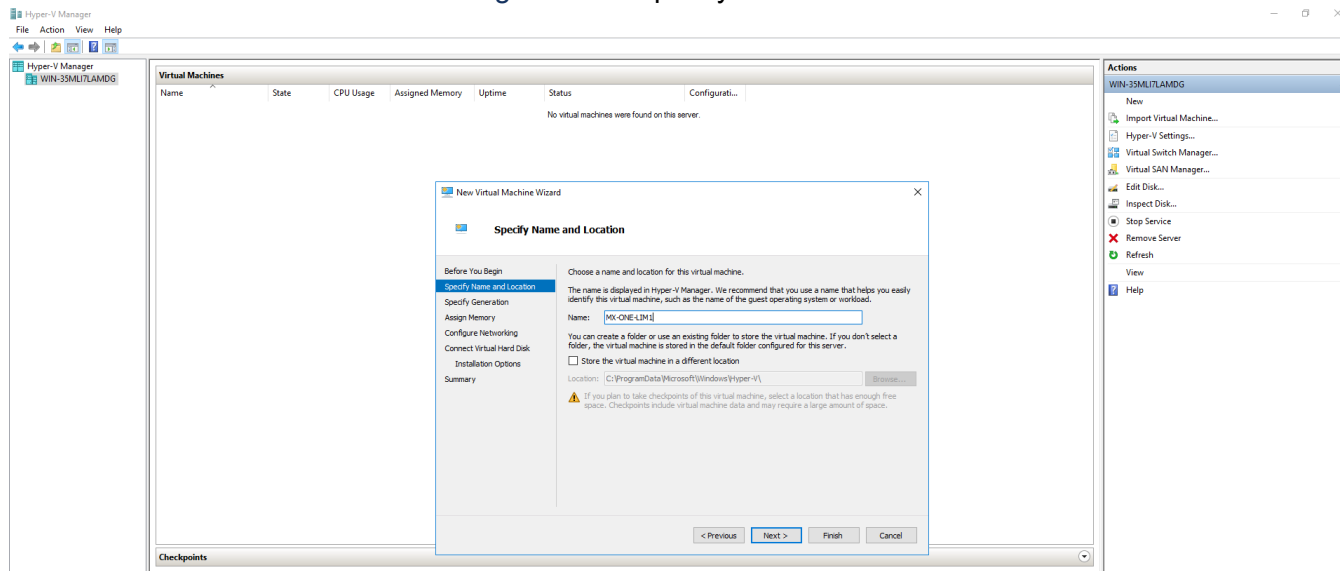 Hyper-V Manager
File Action View Help
Hyper-V Manager
WIN-35MLI7LAMDG
Virtual Machines
Name State CPU Usage Assigned Memory Uptime Status Configurati...
No virtual machines were found on this server.
New Virtual Machine Wizard
Specify Name and Location
Before You Begin
Specify Name and Location
Specify Generation
Assign Memory
Configure Networking
Connect Virtual Hard Disk
Installation Options
Summary
Choose a name and location for this virtual machine.
The name is displayed in Hyper-V Manager. We recommend that you use a name that helps you easily
identify this virtual machine, such as the name of the guest operating system or workload.
Name: MX-ONE-LIM1
You can create a folder or use an existing folder to store the virtual machine. If you don't select a
folder, the virtual machine is stored in the default folder configured for this server.
Store the virtual machine in a different location
Location: C:\ProgramData\Microsoft\Windows\Hyper-V\ Browse...
If you plan to take checkpoints of this virtual machine, select a location that has enough free
space. Checkpoints include virtual machine data and may require a large amount of space.
< Previous Next > Finish Cancel
Checkpoints
Actions
WIN-35MLI7LAMDG
New
Import Virtual Machine...
Hyper-V Settings...
Virtual Switch Manager...
Virtual SAN Manager...
Edit Disk...
Inspect Disk...
Stop Service
Remove Server
Refresh
View
Help